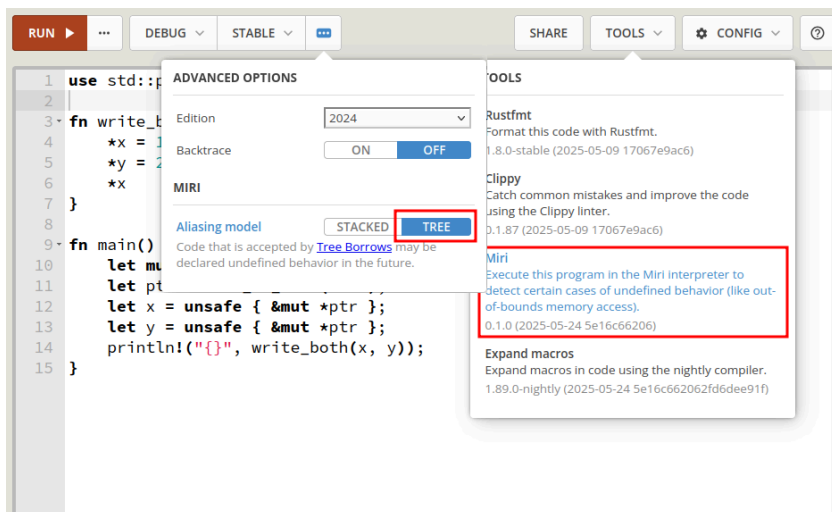 RUN
DEBUG
STABLE
SHARE
TOOLS
CONFIG
ADVANCED OPTIONS
Edition
2024
Backtrace
ON
OFF
MIRI
Aliasing model
STACKED
TREE
Code that is accepted by Tree Borrows may be
declared undefined behavior in the future.
TOOLS
Rustfmt
Format this code with Rustfmt.
1.8.0-stable (2025-05-09 17067e9ac6)
Clippy
Catch common mistakes and improve the code
using the Clippy linter.
0.1.87 (2025-05-09 17067e9ac6)
Miri
Execute this program in the Miri interpreter to
detect certain cases of undefined behavior (like out-
of-bounds memory access).
0.1.0 (2025-05-24 5e16c66206)
Expand macros
Expand macros in code using the nightly compiler.
1.89.0-nightly (2025-05-24 5e16c662062fd6dee91f)
1 use std::p
2
3 fn write_b
4 *x = 1
5 *y = 2
6 *x
7 }
8
9 fn main()
10 let mu
11 let pt
12 let x = unsafe { &mut *ptr };
13 let y = unsafe { &mut *ptr };
14 println!("{}", write_both(x, y));
15 }